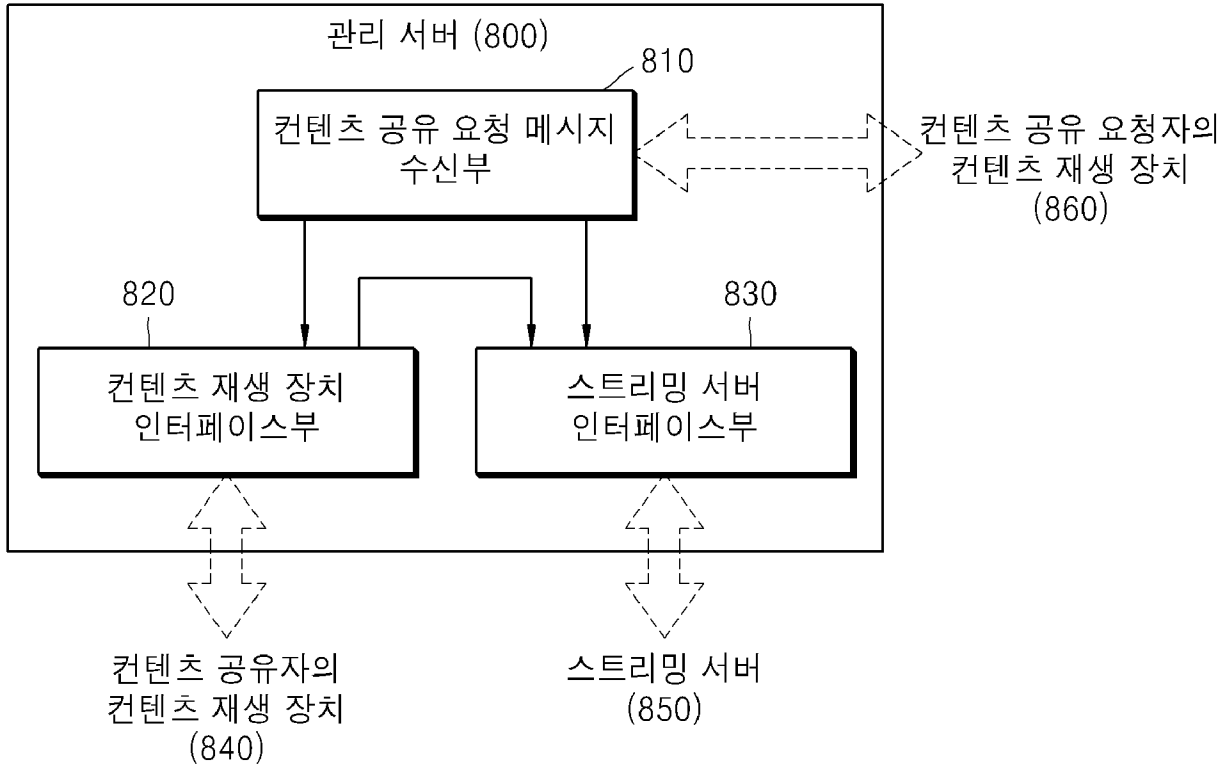 관리 서버 (800)
810
컨텐츠 공유 요청 메시지
수신부
컨텐츠 공유 요청자의
컨텐츠 재생 장치
(860)
820
830
컨텐츠 재생 장치
인터페이스부
스트리밍 서버
인터페이스부
컨텐츠 공유자의
컨텐츠 재생 장치
(840)
스트리밍 서버
(850)